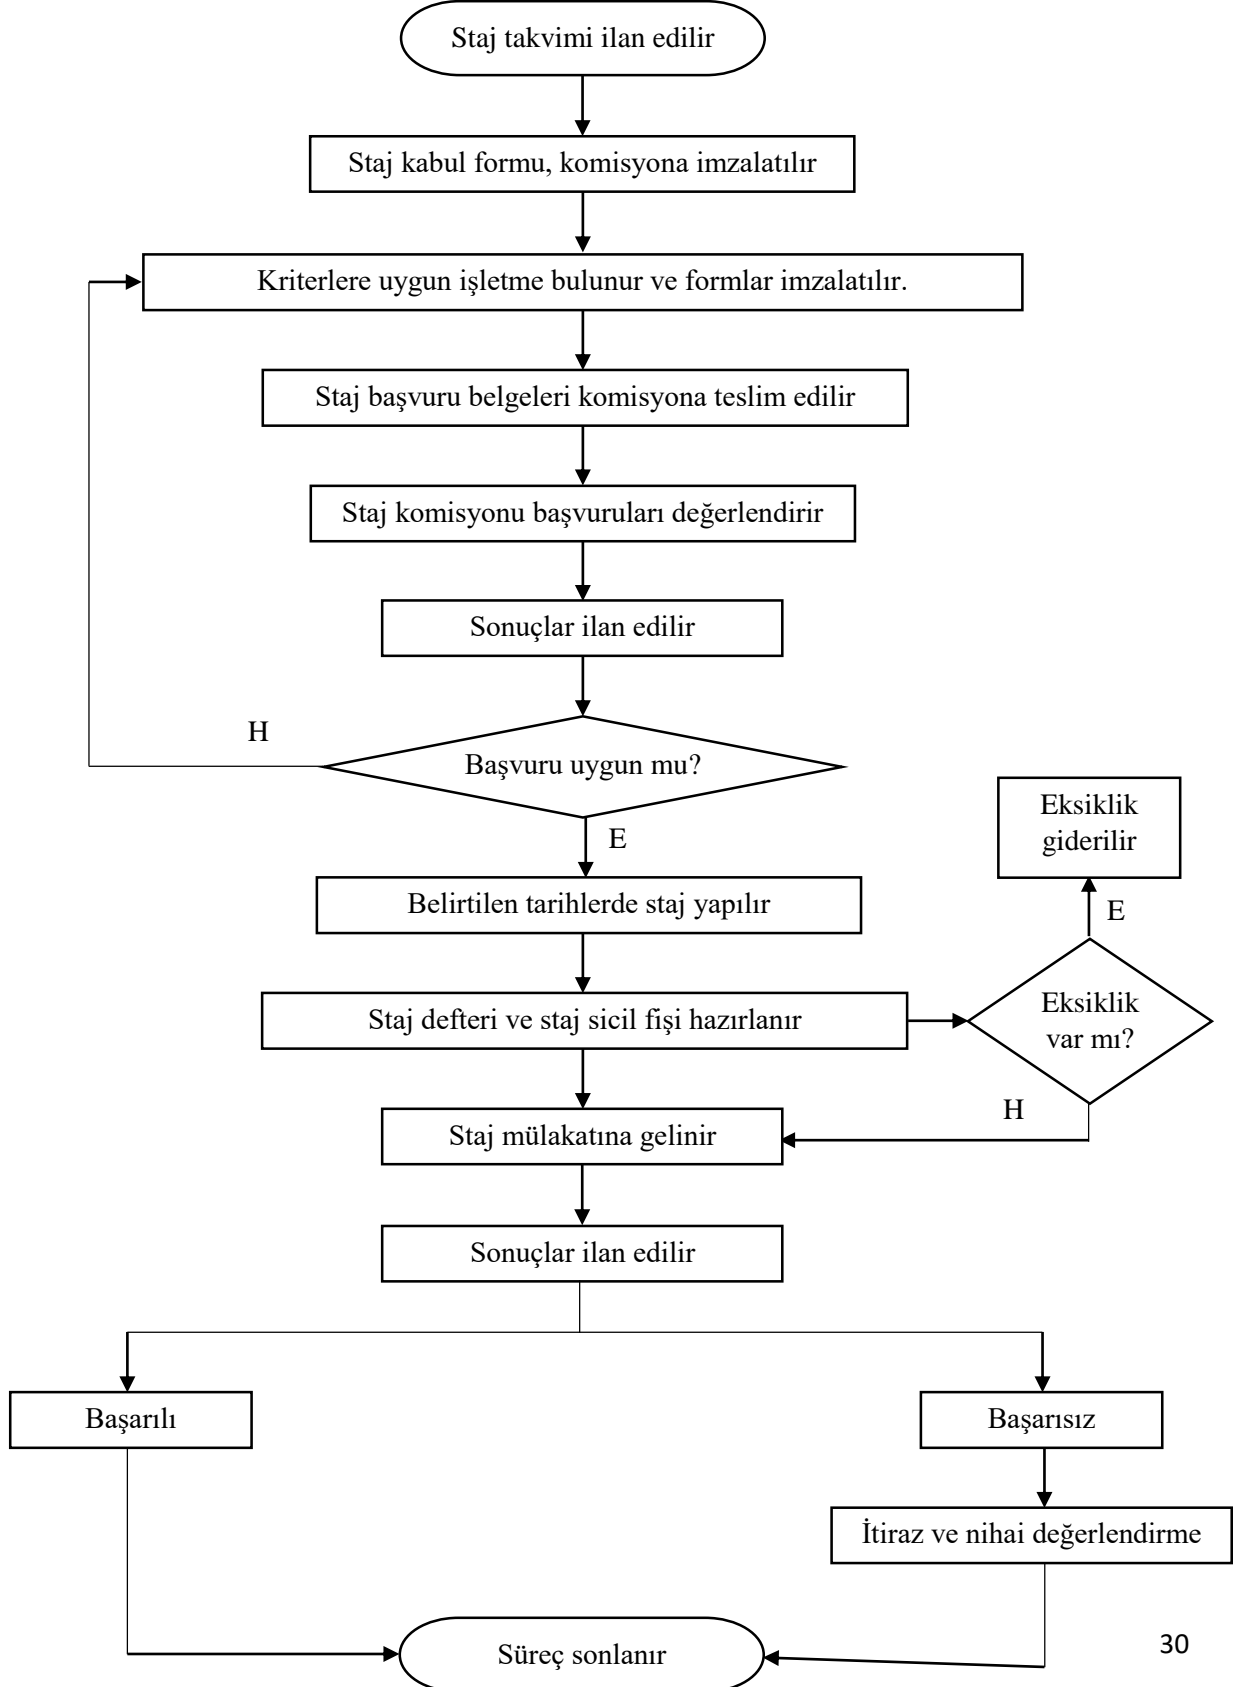 Staj takvimi ilan edilir
Staj kabul formu, komisyona imzalatılır
Kriterlere uygun işletme bulunur ve formlar imzalatılır.
Staj başvuru belgeleri komisyona teslim edilir
Staj komisyonu başvuruları değerlendirir
Sonuçlar ilan edilir
H
Başvuru uygun mu?
E
Eksiklik
giderilir
Belirtilen tarihlerde staj yapılır
E
Staj defteri ve staj sicil fişi hazırlanır
Eksiklik
var mı?
H
Staj mülakatına gelinir
Sonuçlar ilan edilir
Başarılı
Başarısız
İtiraz ve nihai değerlendirme
Süreç sonlanır
30